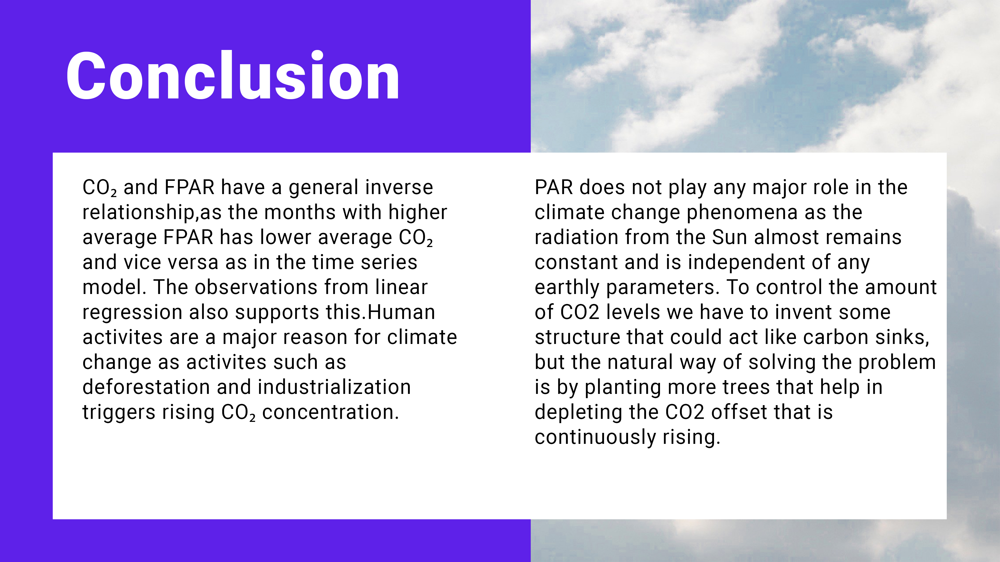 Conclusion
CO₂ and FPAR have a general inverse
relationship,as the months with higher
average FPAR has lower average CO₂
and vice versa as in the time series
model. The observations from linear
regression also supports this.Human
activites are a major reason for climate
change as activites such as
deforestation and industrialization
triggers rising CO₂ concentration.
PAR does not play any major role in the
climate change phenomena as the
radiation from the Sun almost remains
constant and is independent of any
earthly parameters. To control the amount
of CO2 levels we have to invent some
structure that could act like carbon sinks,
but the natural way of solving the problem
is by planting more trees that help in
depleting the CO2 offset that is
continuously rising.